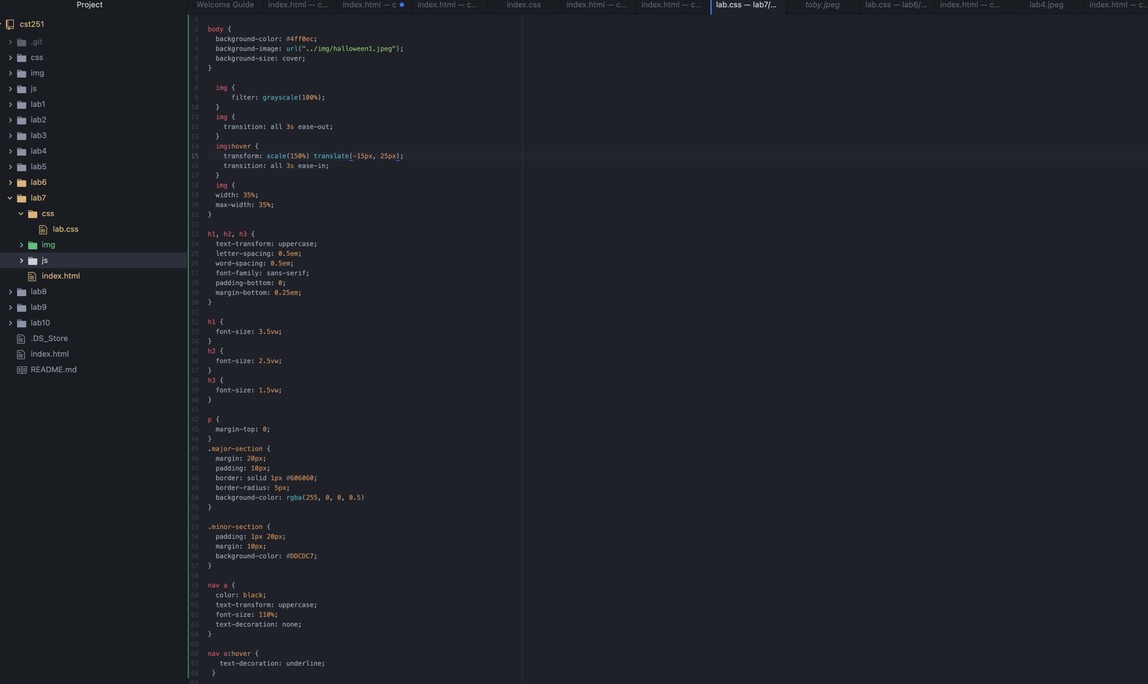 Project
Welcome Guide
index.html — c...
index.html — c
index.html — c...
index.css
index.html — c...
index.html — c...
lab.css — lab7/...
toby.jpeg
lab.css — lab6/...
index.html — c...
lab4.jpeg
index.html — c...
cst251
.git
css
img
js
lab1
lab2
lab3
lab4
lab5
lab6
lab7
css
lab.css
img
js
index.html
lab8
lab9
lab10
.DS_Store
index.html
README.md
1
2 body {
3 background-color: #4ff0ec;
4 background-image: url("../img/halloween1.jpeg");
5 background-size: cover;
6 }
7
8 img {
9 filter: grayscale(100%);
10 }
11 img {
12 transition: all 3s ease-out;
13 }
14 img:hover {
15 transform: scale(150%) translate(-15px, 25px);
16 transition: all 3s ease-in;
17 }
18 img {
19 width: 35%;
20 max-width: 35%;
21 }
22
23 h1, h2, h3 {
24 text-transform: uppercase;
25 letter-spacing: 0.5em;
26 word-spacing: 0.5em;
27 font-family: sans-serif;
28 padding-bottom: 0;
29 margin-bottom: 0.25em;
30 }
31
32 h1 {
33 font-size: 3.5vw;
34 }
35 h2 {
36 font-size: 2.5vw;
37 }
38 h3 {
39 font-size: 1.5vw;
40 }
41
42 p {
43 margin-top: 0;
44 }
45 .major-section {
46 margin: 20px;
47 padding: 10px;
48 border: solid 1px #606060;
49 border-radius: 5px;
50 background-color: rgba(255, 0, 0, 0.5)
51 }
52
53 .minor-section {
54 padding: 1px 20px;
55 margin: 10px;
56 background-color: #DDCDC7;
57 }
58
59 nav a {
60 color: black;
61 text-transform: uppercase;
62 font-size: 110%;
63 text-decoration: none;
64 }
65
66 nav a:hover {
67 text-decoration: underline;
68 }